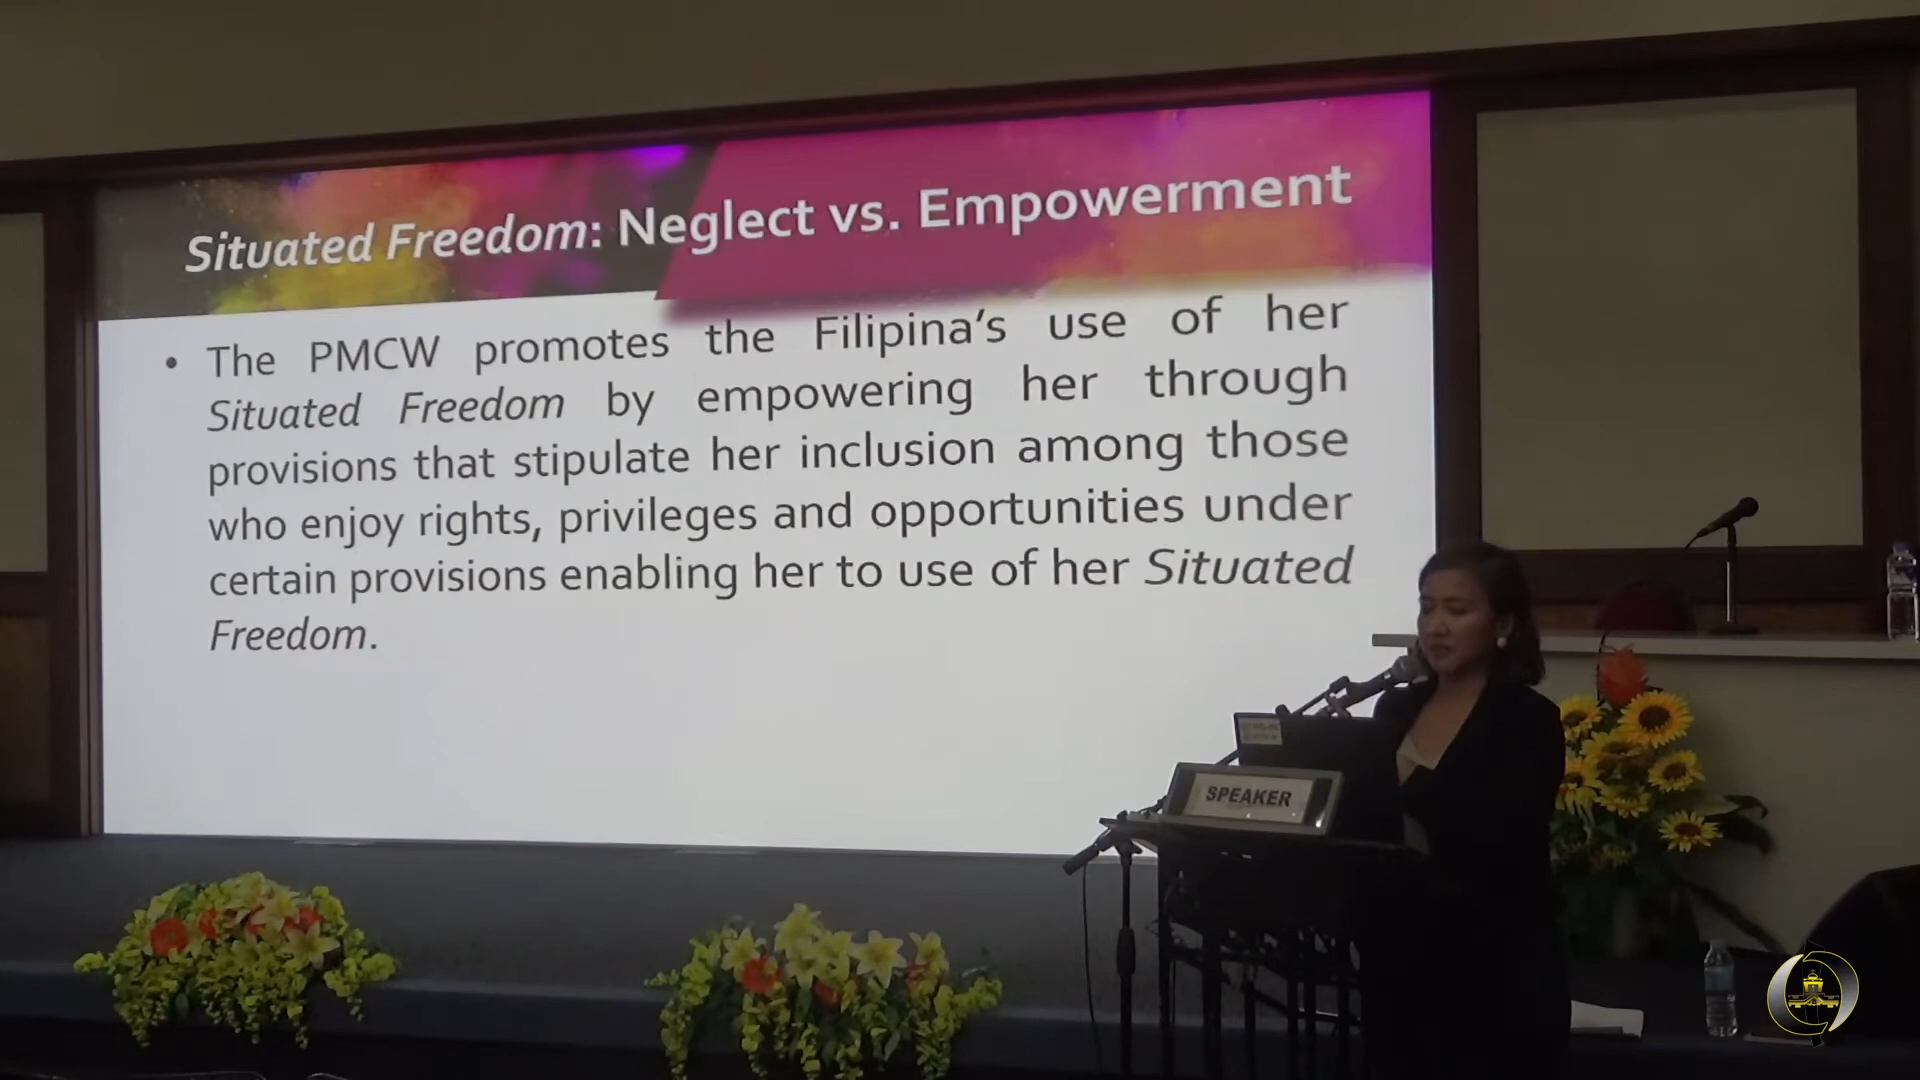 Situated Freedom: Neglect vs. Empowerment
• The PMCW promotes the Filipina's use of her
Situated Freedom by empowering her through
provisions that stipulate her inclusion among those
who enjoy rights, privileges and opportunities under
certain provisions enabling her to use of her Situated
Freedom.
SPEAKER